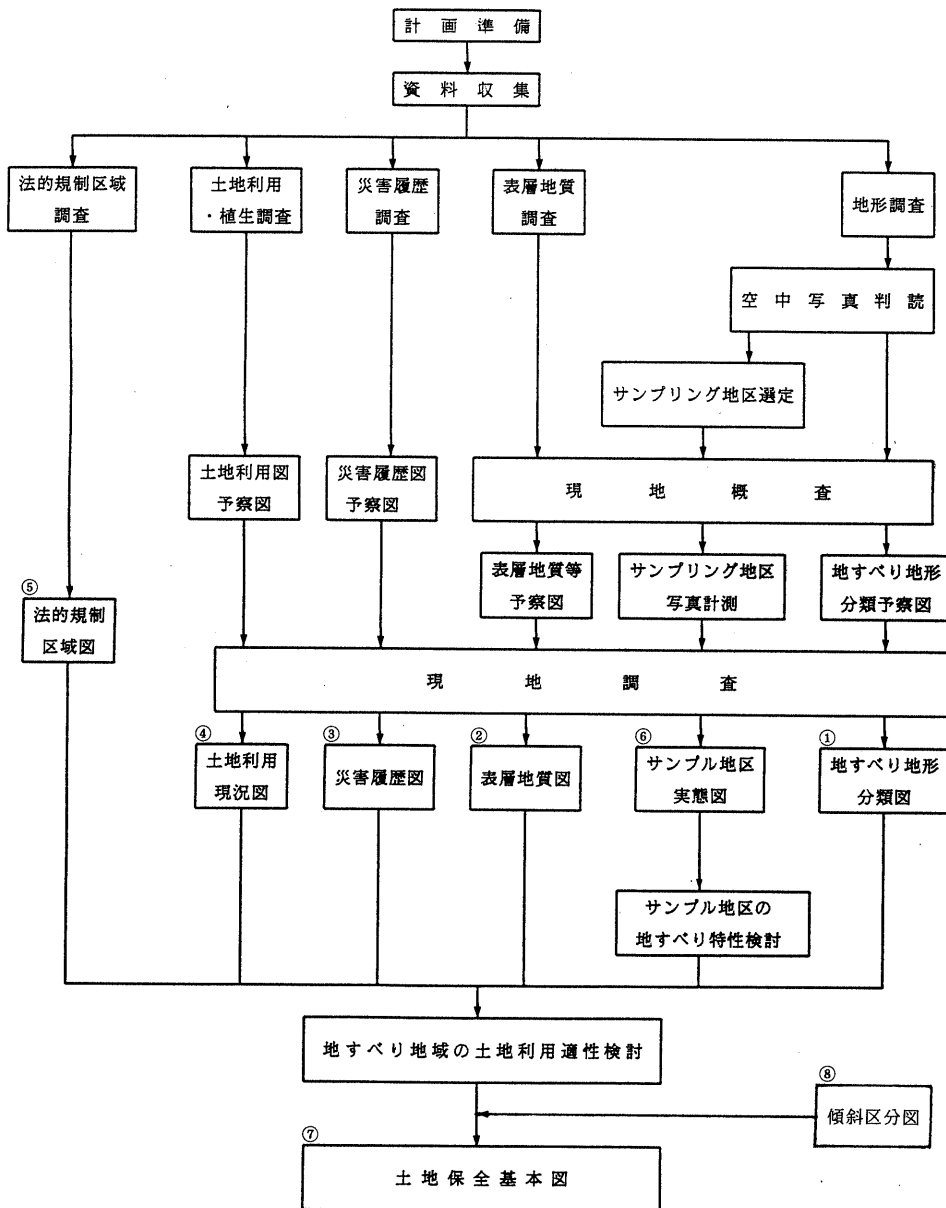 計画準備
資料収集
法的規制区域
調査
土地利用
・植生調査
災害履歴
調査
表層地質
調査
地形調査
空中写真判読
サンプリング地区選定
土地利用図
予察図
災害履歴図
予察図
現地概査
表層地質等
予察図
サンプリング地区
写真計測
地すべり地形
分類予察図
⑤
法的規制
区域図
現地調査
④
土地利用
現況図
③
災害履歴図
②
表層地質図
⑥
サンプル地区
実態図
①
地すべり地形
分類図
サンプル地区の
地すべり特性検討
地すべり地域の土地利用適性検討
⑧
傾斜区分図
⑦
土地保全基本図